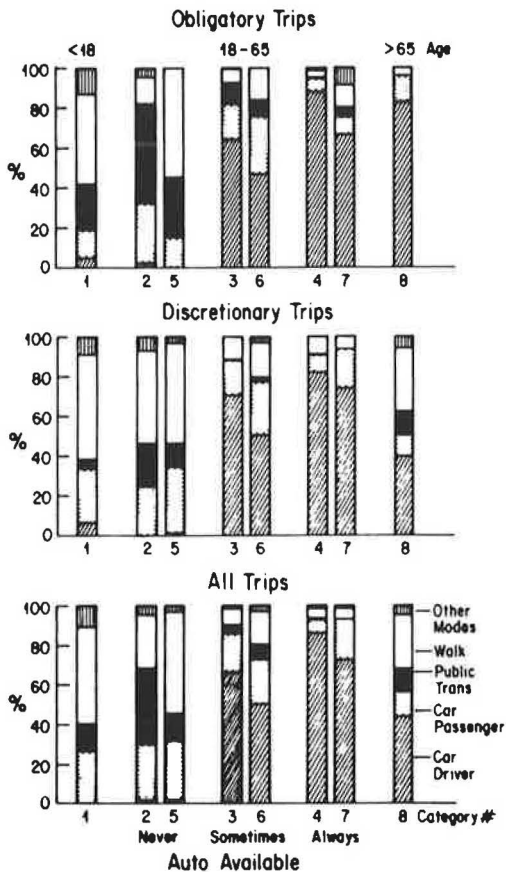 Obligatory Trips
<18 18-65 >65 Age
100
80
60
%
40
20
0
1 2 5 3 6 4 7 8
Discretionary Trips
100
80
60
%
40
20
0
1 2 5 3 6 4 7 8
All Trips
100
80
60
%
40
20
0
Other
Modes
Walk
Public
Trans
Car
Passenger
Car
Driver
1 2 5 3 6 4 7 8 Category #
Never Sometimes Always
Auto Available